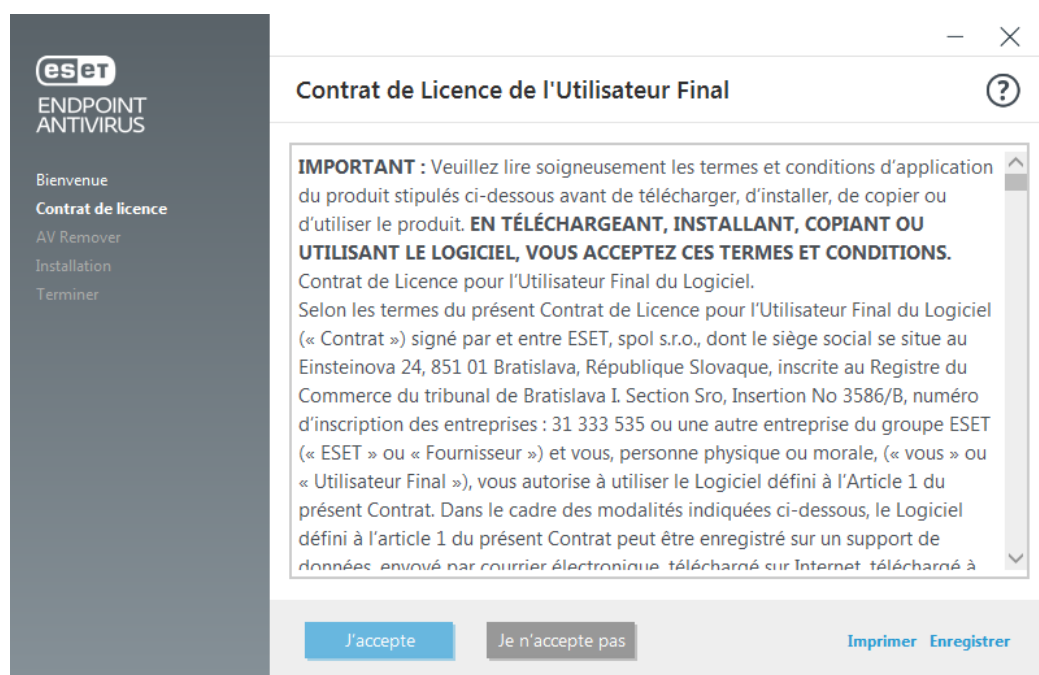 eset
ENDPOINT
ANTIVIRUS
Bienvenue
Contrat de licence
AV Remover
Installation
Terminer
Contrat de Licence de l'Utilisateur Final
?
IMPORTANT : Veuillez lire soigneusement les termes et conditions d’application
du produit stipulés ci-dessous avant de télécharger, d’installer, de copier ou
d’utiliser le produit. EN TÉLÉCHARGEANT, INSTALLANT, COPIANT OU
UTILISANT LE LOGICIEL, VOUS ACCEPTEZ CES TERMES ET CONDITIONS.
Contrat de Licence pour l’Utilisateur Final du Logiciel.
Selon les termes du présent Contrat de Licence pour l’Utilisateur Final du Logiciel
(« Contrat ») signé par et entre ESET, spol s.r.o., dont le siège social se situe au
Einsteinova 24, 851 01 Bratislava, République Slovaque, inscrite au Registre du
Commerce du tribunal de Bratislava I. Section Sro, Insertion No 3586/B, numéro
d’inscription des entreprises : 31 333 535 ou une autre entreprise du groupe ESET
(« ESET » ou « Fournisseur ») et vous, personne physique ou morale, (« vous » ou
« Utilisateur Final »), vous autorise à utiliser le Logiciel défini à l’Article 1 du
présent Contrat. Dans le cadre des modalités indiquées ci-dessous, le Logiciel
défini à l’article 1 du présent Contrat peut être enregistré sur un support de
données, envoyé par courrier électronique, téléchargé sur Internet, téléchargé à
J’accepte
Je n’accepte pas
Imprimer Enregistrer